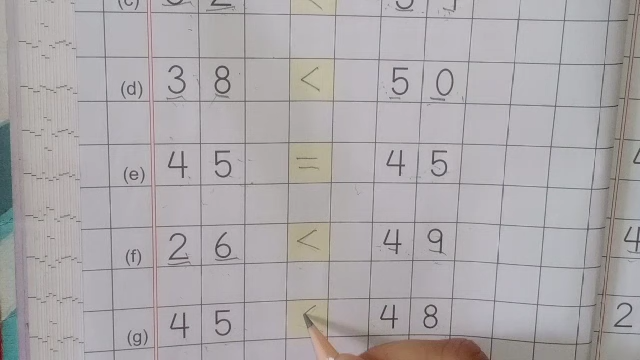 (d) 38 < 50
(e) 45 = 45
(f) 26 < 49
(g) 45 < 48